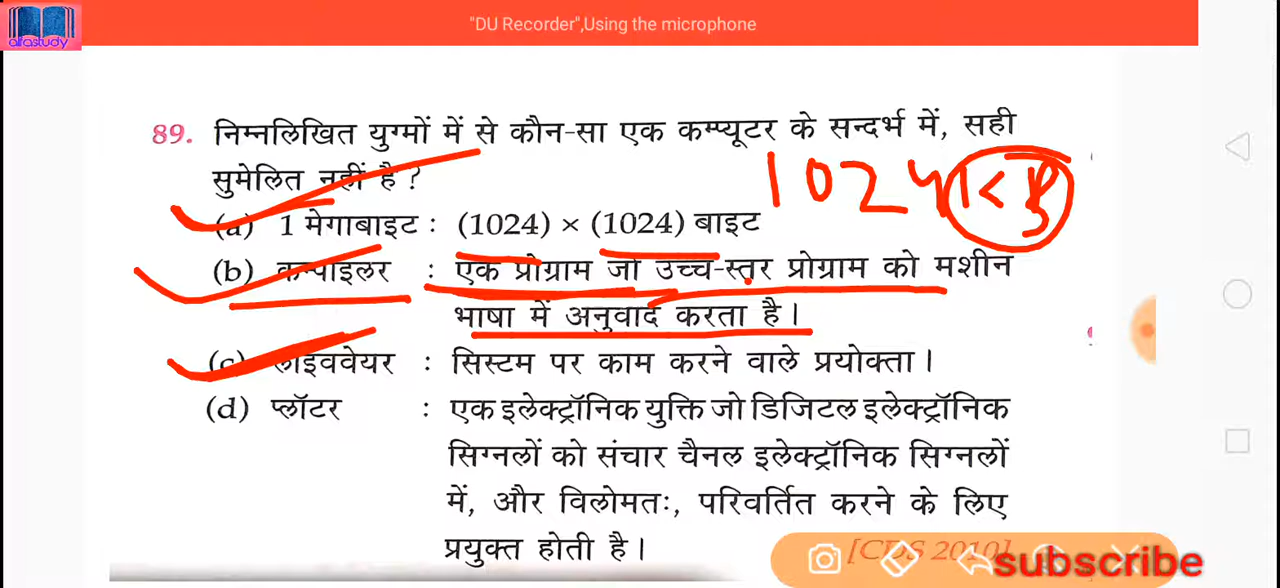 "DU Recorder",Using the microphone
alfastudy
89. निम्नलिखित युग्मों में से कौन-सा एक कम्प्यूटर के सन्दर्भ में, सही
सुमेलित नहीं है ?
1024
(a) 1 मेगाबाइट : (1024) × (1024) बाइट
(b) कम्पाइलर : एक प्रोग्राम जो उच्च-स्तर प्रोग्राम को मशीन
भाषा में अनुवाद करता है।
(c) लाइववेयर : सिस्टम पर काम करने वाले प्रयोक्ता।
(d) प्लॉटर : एक इलेक्ट्रॉनिक युक्ति जो डिजिटल इलेक्ट्रॉनिक
सिग्नलों को संचार चैनल इलेक्ट्रॉनिक सिग्नलों
में, और विलोमतः, परिवर्तित करने के लिए
प्रयुक्त होती है।
[CDS 2010]
subscribe